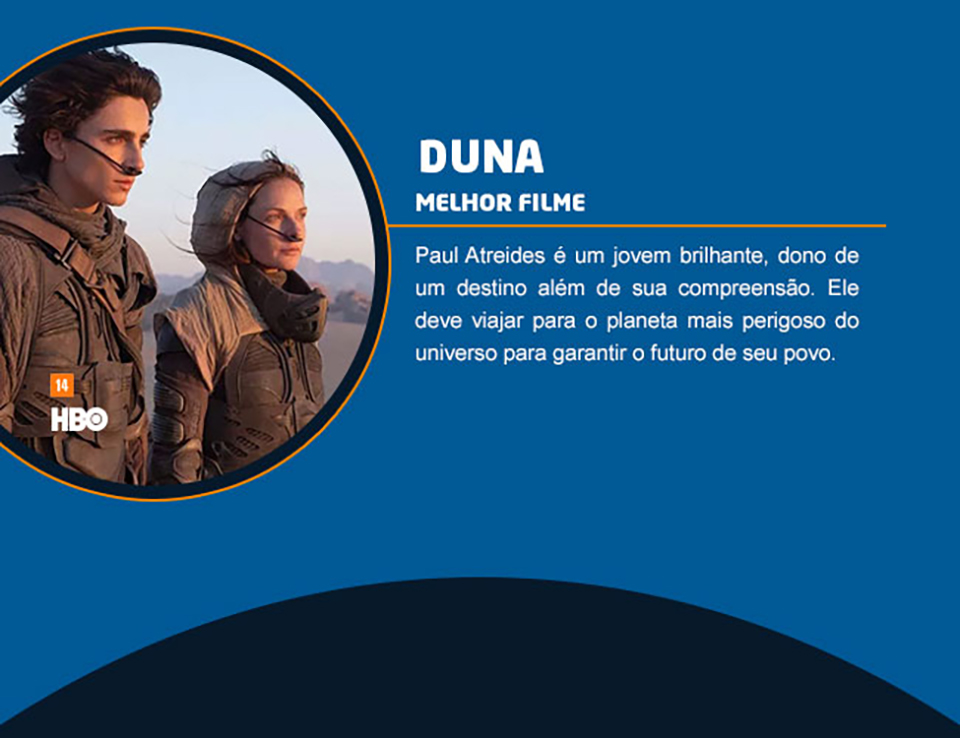 DUNA
MELHOR FILME
Paul Atreides é um jovem brilhante, dono de
um destino além de sua compreensão. Ele
deve viajar para o planeta mais perigoso do
universo para garantir o futuro de seu povo.
14
HBO